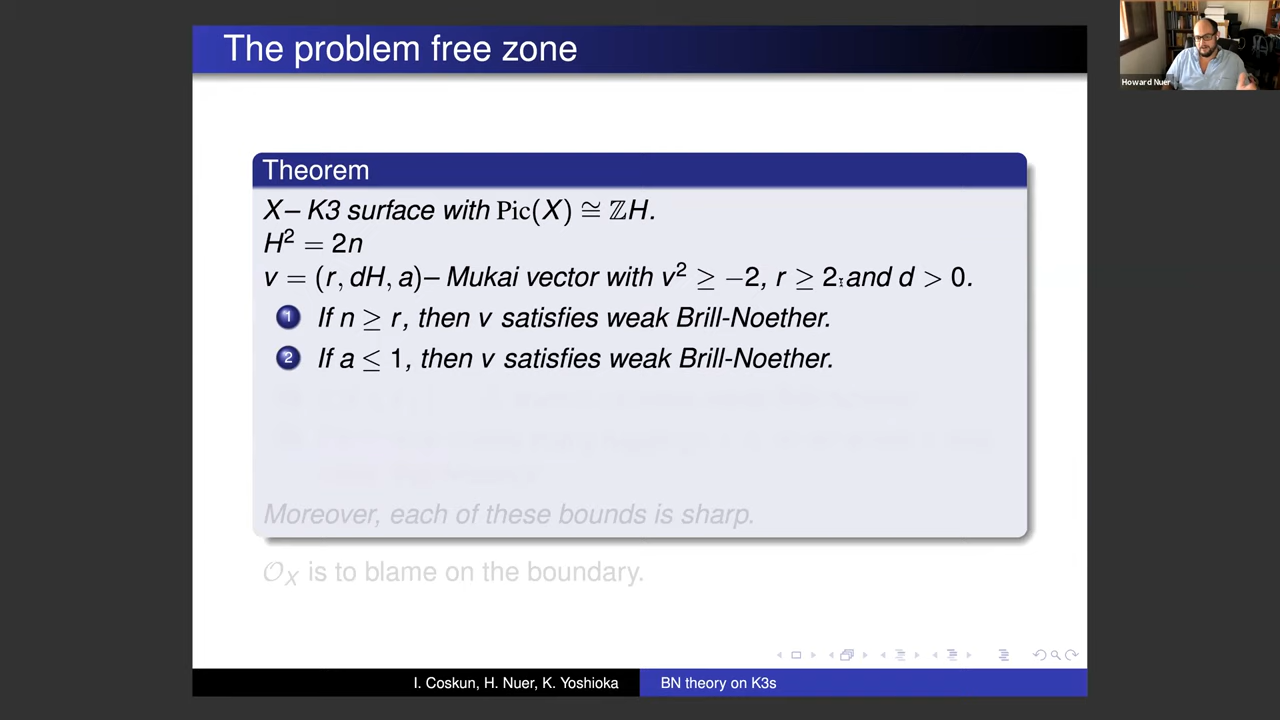 The problem free zone
Howard Nuer
Theorem
X– K3 surface with Pic(X) ≅ ℤH.
H² = 2n
v = (r, dH, a)– Mukai vector with v² ≥ −2, r ≥ 2 and d > 0.
1 If n ≥ r, then v satisfies weak Brill-Noether.
2 If a ≤ 1, then v satisfies weak Brill-Noether.
Moreover, each of these bounds is sharp.
𝒪_X is to blame on the boundary.
I. Coskun, H. Nuer, K. Yoshioka
BN theory on K3s